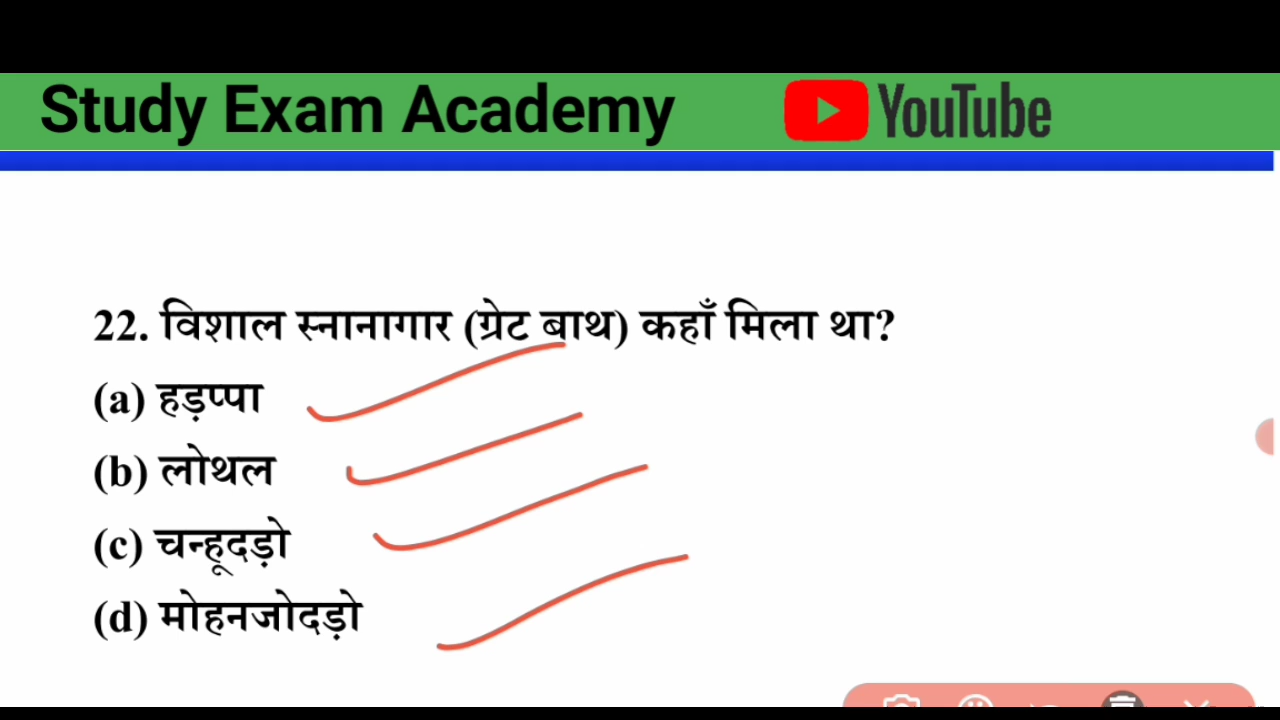 Study Exam Academy YouTube
22. विशाल स्नानागार (ग्रेट बाथ) कहाँ मिला था?
(a) हड़प्पा
(b) लोथल
(c) चन्हूदड़ो
(d) मोहनजोदड़ो